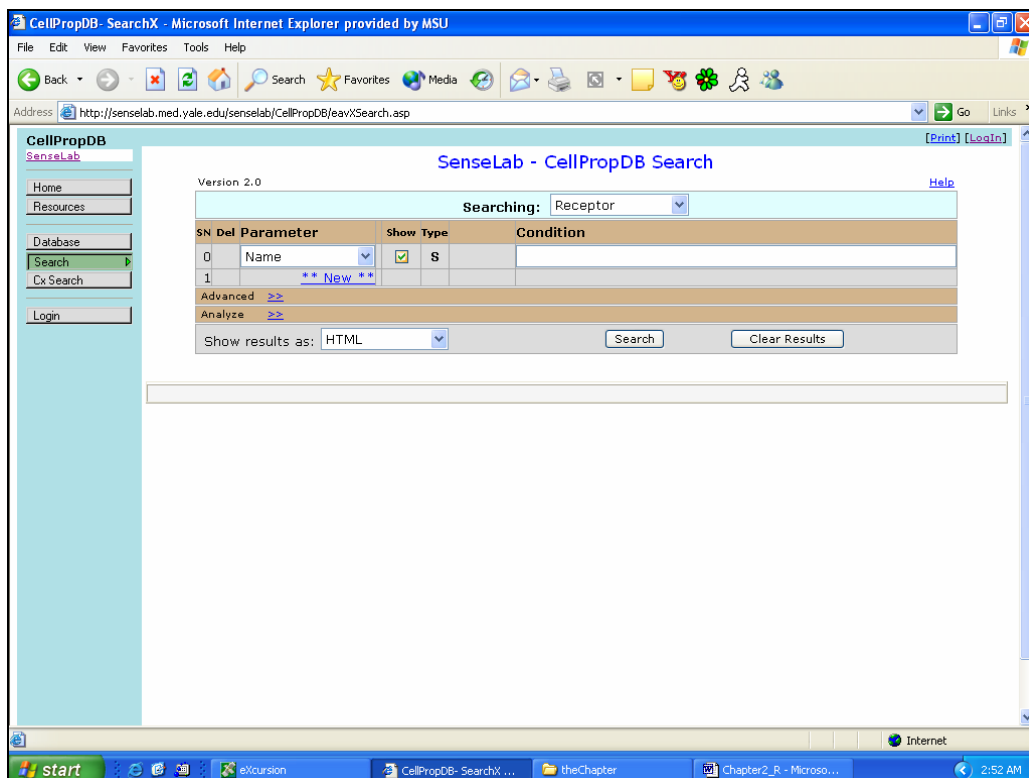 CellPropDB- SearchX - Microsoft Internet Explorer provided by MSU
File Edit View Favorites Tools Help
Back Search Favorites Media
Address http://senselab.med.yale.edu/senselab/CellPropDB/eavXSearch.asp Go Links
CellPropDB
SenseLab
Home
Resources
Database
Search
Cx Search
Login
[Print] [LogIn]
SenseLab - CellPropDB Search
Version 2.0 Help
Searching: Receptor
SN Del Parameter Show Type Condition
0 Name S
1 ** New **
Advanced >>
Analyze >>
Show results as: HTML Search Clear Results
Internet
start eXcursion CellPropDB- SearchX ... theChapter Chapter2_R - Microso... 2:52 AM